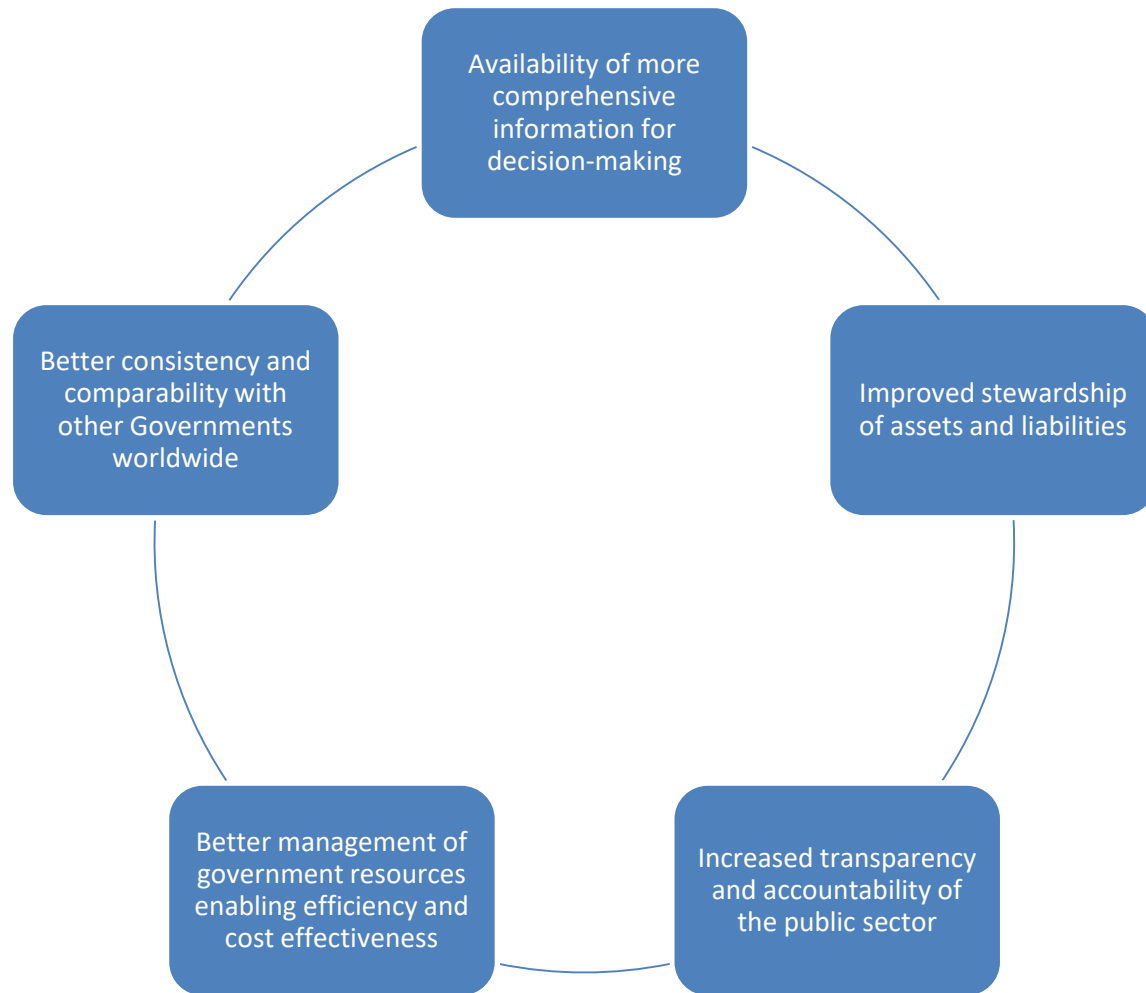 Availability of more
comprehensive
information for
decision-making
Improved stewardship
of assets and liabilities
Increased transparency
and accountability of
the public sector
Better management of
government resources
enabling efficiency and
cost effectiveness
Better consistency and
comparability with
other Governments
worldwide